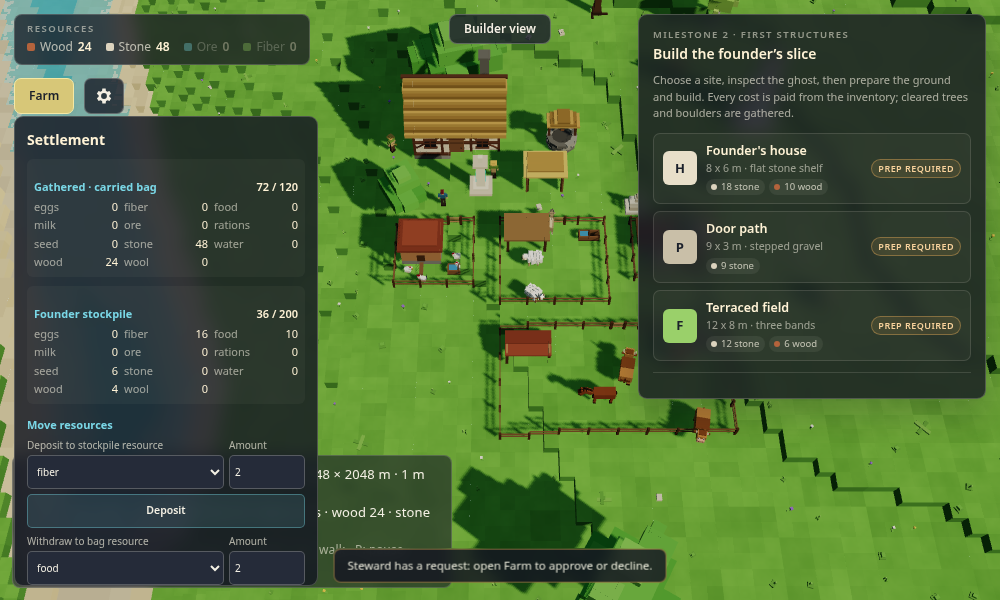 RESOURCES
Wood 24 Stone 48 Ore 0 Fiber 0
Farm
Settlement
Gathered · carried bag 72 / 120
eggs 0 fiber 0 food 0
milk 0 ore 0 rations 0
seed 0 stone 48 water 0
wood 24 wool 0
Founder stockpile 36 / 200
eggs 0 fiber 16 food 10
milk 0 ore 0 rations 0
seed 6 stone 0 water 0
wood 4 wool 0
Move resources
Deposit to stockpile resource Amount
fiber 2
Deposit
Withdraw to bag resource Amount
food 2
Builder view
48 × 2048 m · 1 m
s · wood 24 · stone
Steward has a request: open Farm to approve or decline.
MILESTONE 2 · FIRST STRUCTURES
Build the founder's slice
Choose a site, inspect the ghost, then prepare the ground
and build. Every cost is paid from the inventory; cleared trees
and boulders are gathered.
H
Founder's house
8 x 6 m · flat stone shelf
18 stone 10 wood
PREP REQUIRED
P
Door path
9 x 3 m · stepped gravel
9 stone
PREP REQUIRED
F
Terraced field
12 x 8 m · three bands
12 stone 6 wood
PREP REQUIRED